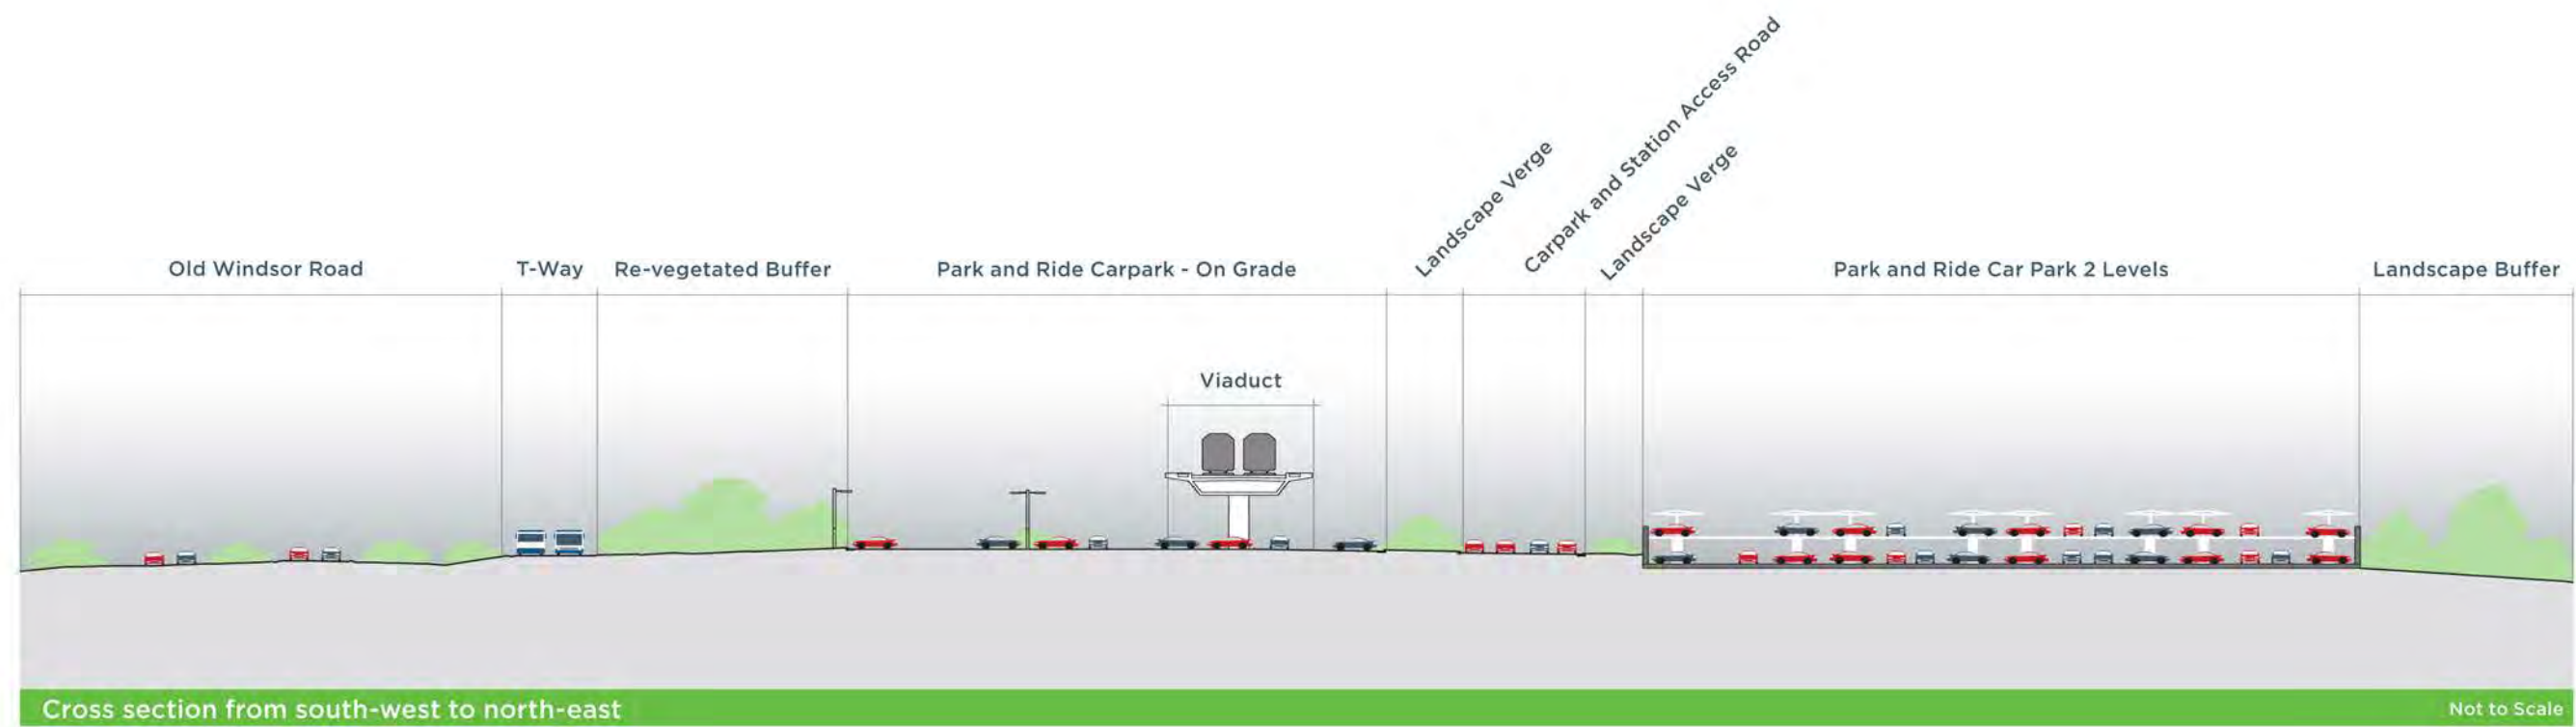 Landscape Verge
Carpark and Station Access Road
Landscape Verge
Old Windsor Road
T-Way
Re-vegetated Buffer
Park and Ride Carpark - On Grade
Park and Ride Car Park 2 Levels
Landscape Buffer
Viaduct
Cross section from south-west to north-east
Not to Scale